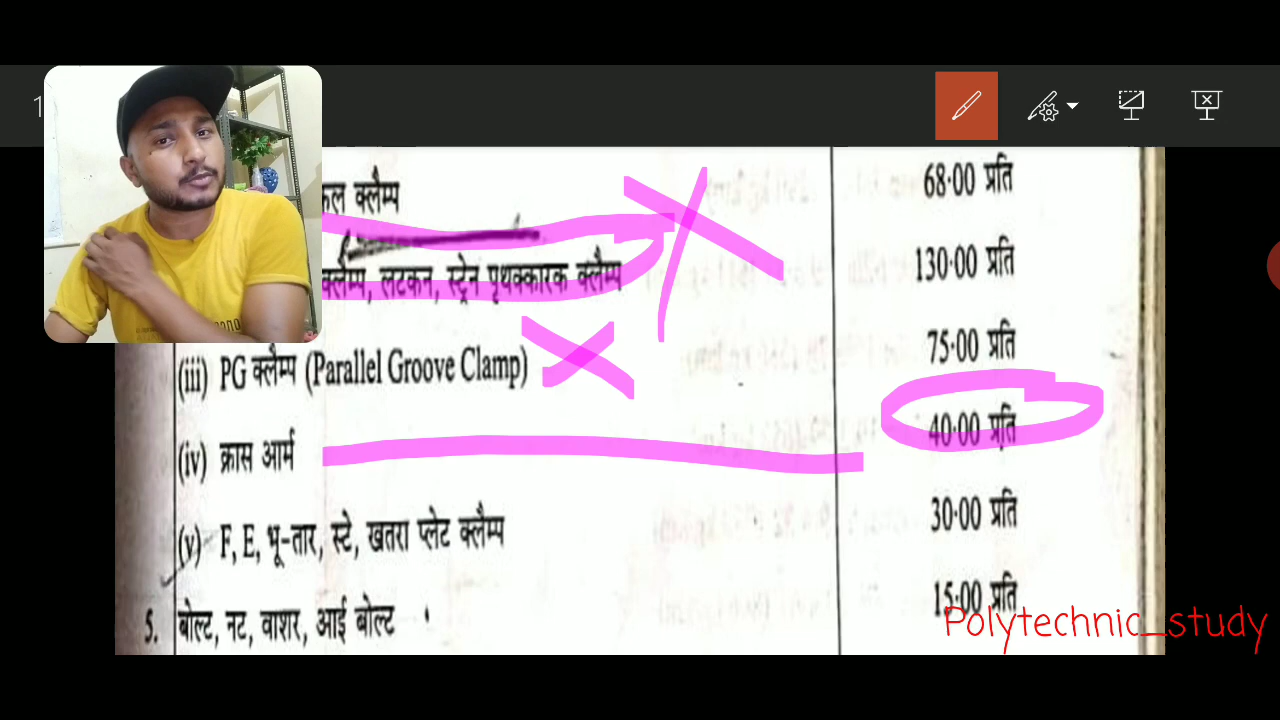 1
कल क्लैम्प 68·00 प्रति
क्लैम्प, लटकन, स्ट्रेन पृथक्कारक क्लैम्प 130·00 प्रति
(iii) PG क्लैम्प (Parallel Groove Clamp) 75·00 प्रति
(iv) क्रास आर्म 40·00 प्रति
(v) F, E, भू-तार, स्टे, खतरा प्लेट क्लैम्प 30·00 प्रति
5. बोल्ट, नट, वाशर, आई बोल्ट 15·00 प्रति
Polytechnic_study